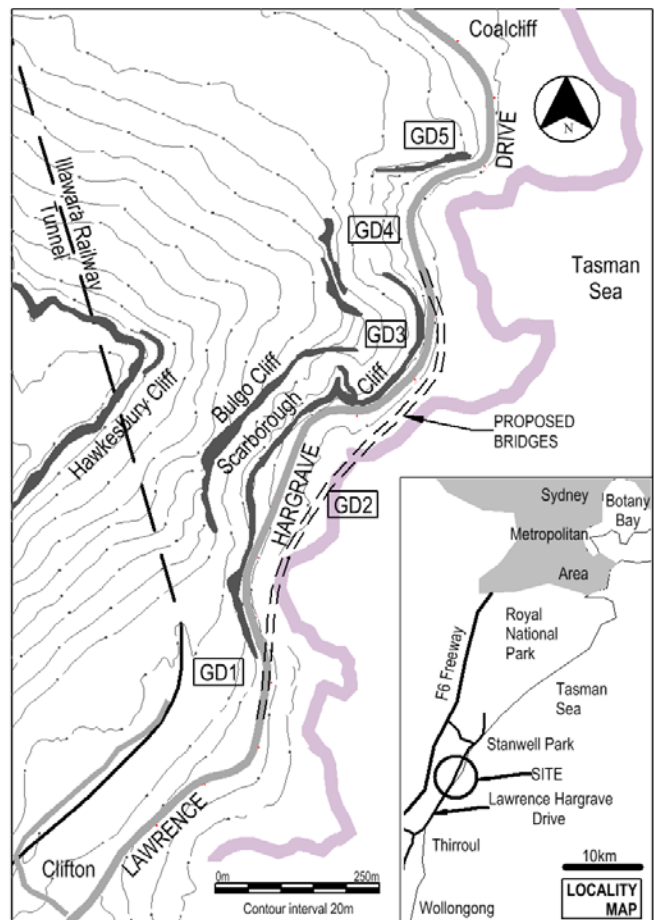 Coalcliff
GD5
DRIVE
N
Illawara Railway
Tunnel
GD4
Tasman
Sea
GD3
Bulgo Cliff
Scarborough
Cliff
Hawkesbury Cliff
PROPOSED
BRIDGES
HARGRAVE
GD2
GD1
LAWRENCE
Clifton
0m
250m
Contour interval 20m
Sydney
Botany
Bay
Metropolitan
Area
Royal
National
Park
F6 Freeway
Tasman
Sea
Stanwell Park
SITE
Lawrence Hargrave
Drive
Thirroul
10km
Wollongong
LOCALITY
MAP